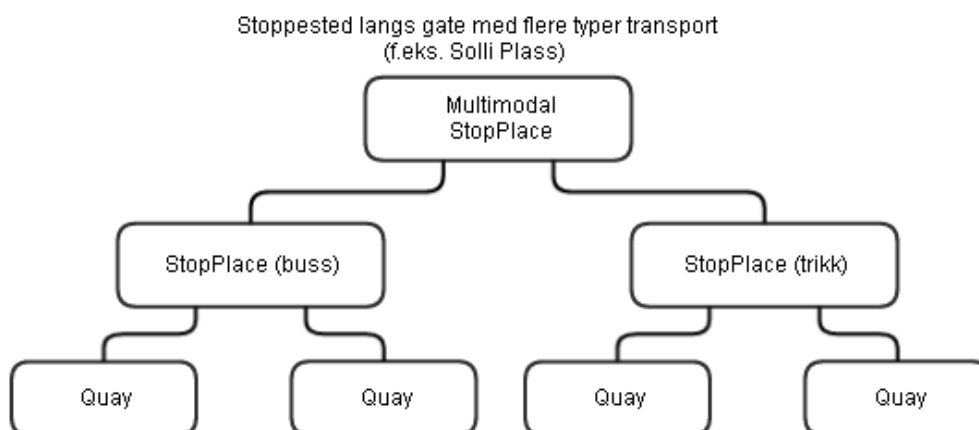 Stoppested langs gate med flere typer transport
(f.eks. Solli Plass)
Multimodal
StopPlace
StopPlace (buss)
StopPlace (trikk)
Quay
Quay
Quay
Quay